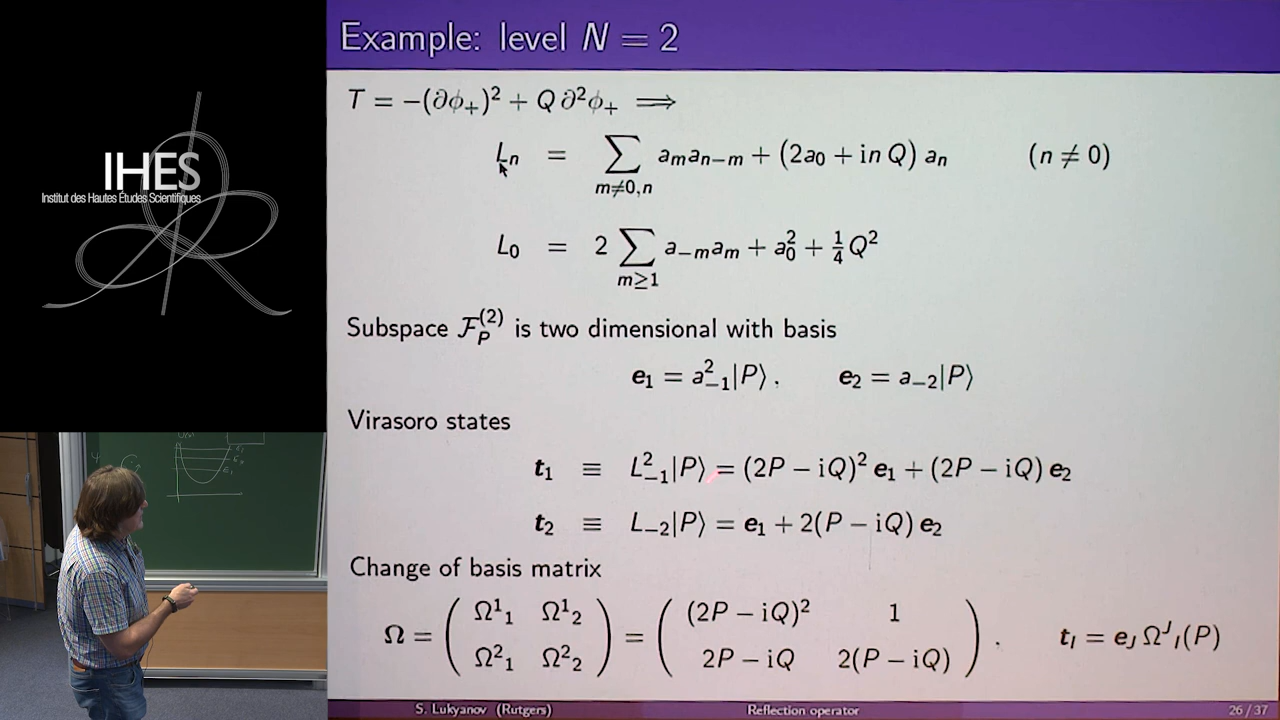 Example: level N = 2
T = −(∂ϕ₊)² + Q ∂²ϕ₊ ⟹
Lₙ = ∑_{m≠0,n} aₘaₙ₋ₘ + (2a₀ + i n Q) aₙ (n ≠ 0)
L₀ = 2 ∑_{m≥1} a₋ₘaₘ + a₀² + ¼Q²
Subspace ℱ_P^{(2)} is two dimensional with basis
e₁ = a²₋₁|P⟩ , e₂ = a₋₂|P⟩
Virasoro states
t₁ ≡ L²₋₁|P⟩ = (2P − iQ)² e₁ + (2P − iQ) e₂
t₂ ≡ L₋₂|P⟩ = e₁ + 2(P − iQ) e₂
Change of basis matrix
Ω = ( Ω¹₁ Ω¹₂ ; Ω²₁ Ω²₂ ) = ( (2P − iQ)² 1 ; 2P − iQ 2(P − iQ) ) . t_I = e_J Ω^J_I(P)
S. Lukyanov (Rutgers) Reflection operator 26 / 37
IHES
Institut des Hautes Études Scientifiques